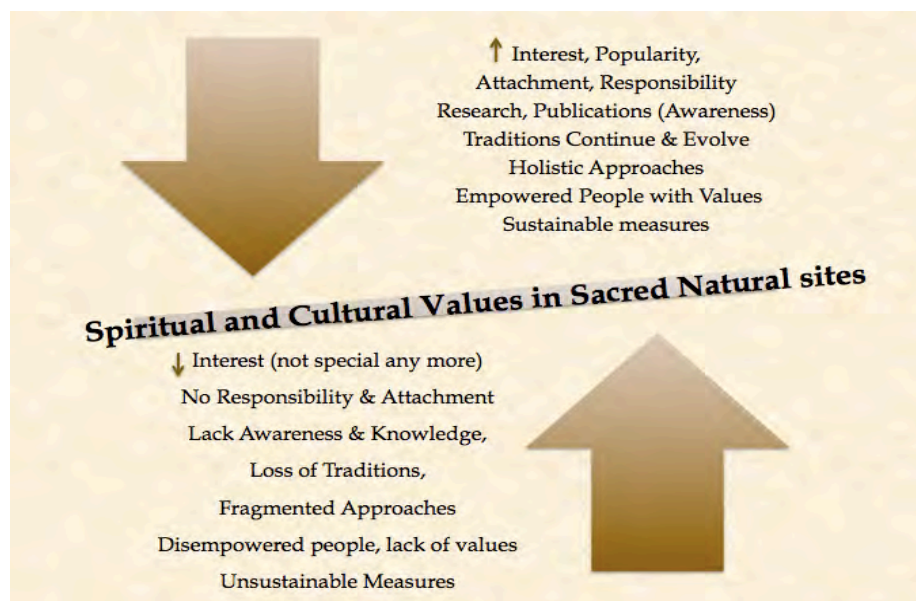 ↑ Interest, Popularity,
Attachment, Responsibility
Research, Publications (Awareness)
Traditions Continue & Evolve
Holistic Approaches
Empowered People with Values
Sustainable measures
Spiritual and Cultural Values in Sacred Natural sites
↓ Interest (not special any more)
No Responsibility & Attachment
Lack Awareness & Knowledge,
Loss of Traditions,
Fragmented Approaches
Disempowered people, lack of values
Unsustainable Measures